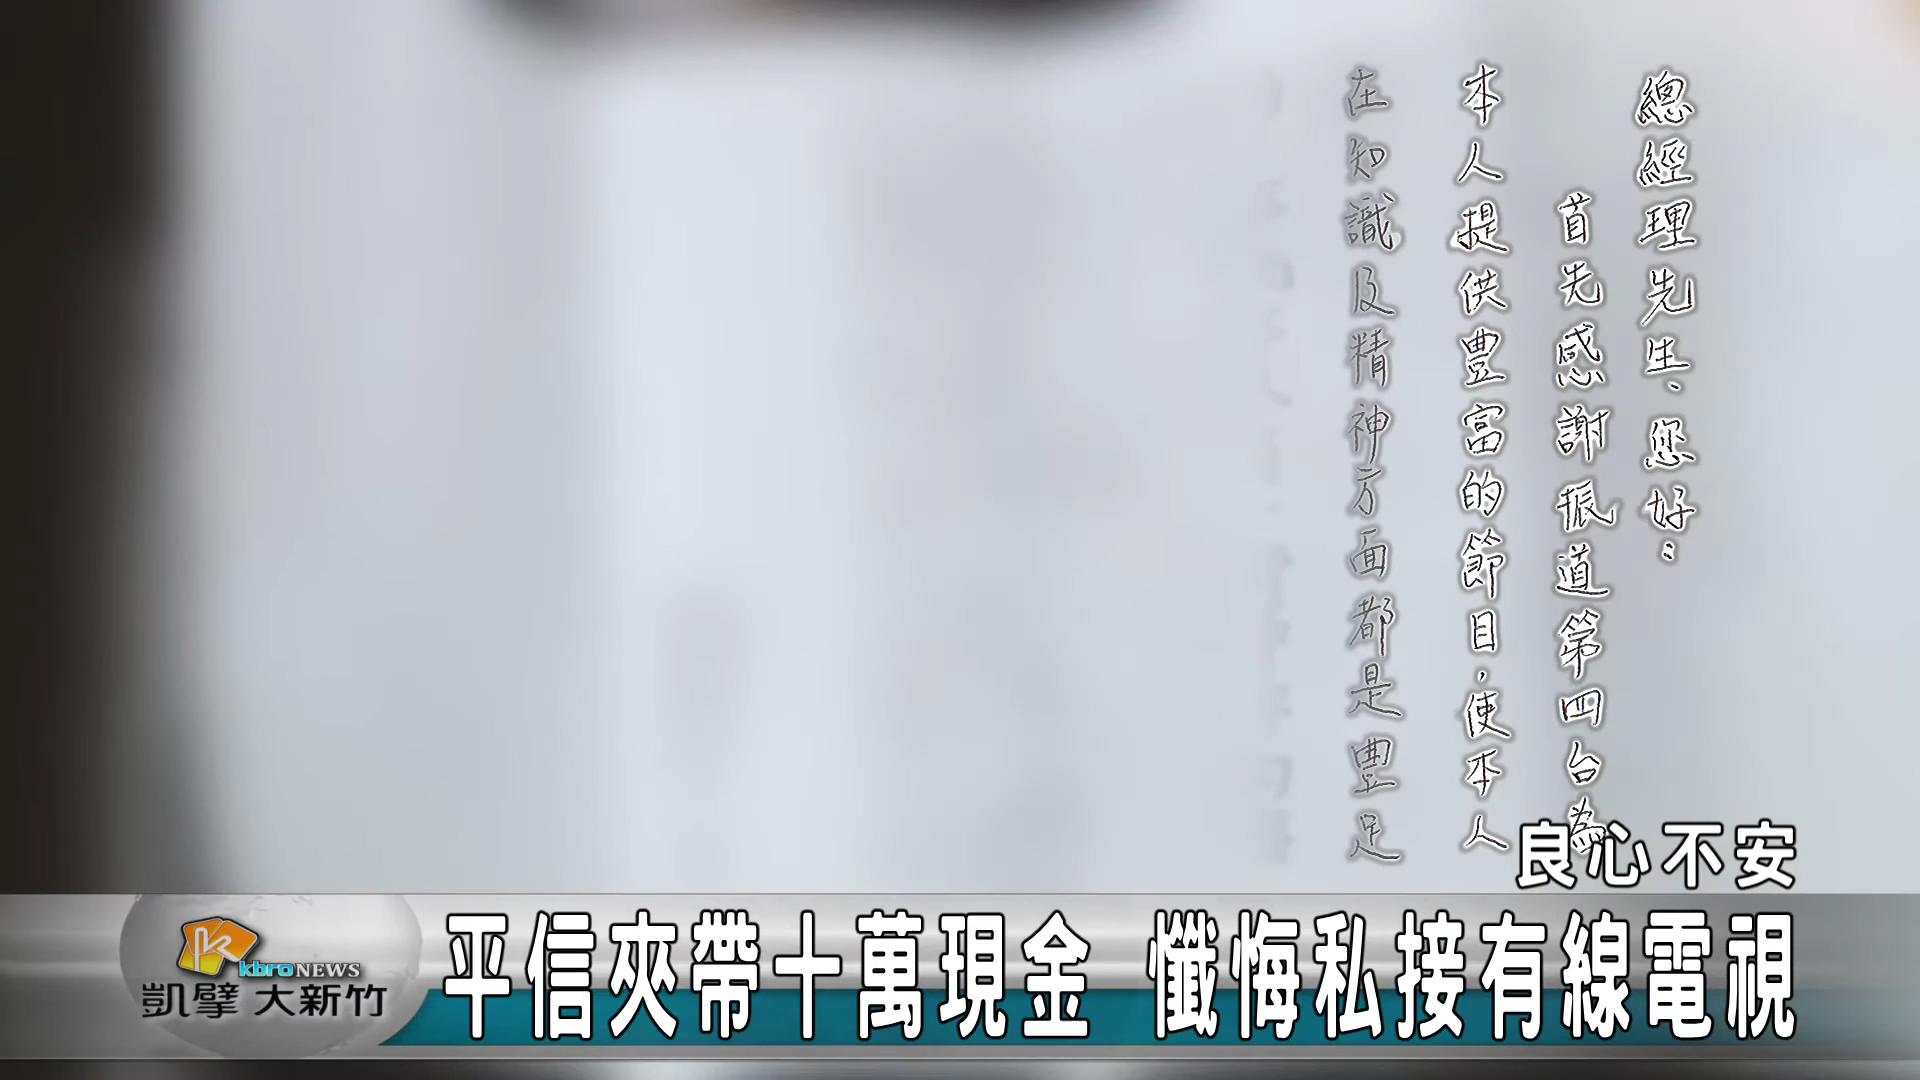 總經理先生、您好：
首先感謝振道第四台為
本人提供豐富的節目，使本人
在知識及精神方面都是豐足
良心不安
平信夾帶十萬現金 懺悔私接有線電視
kbro NEWS
凱擘 大新竹